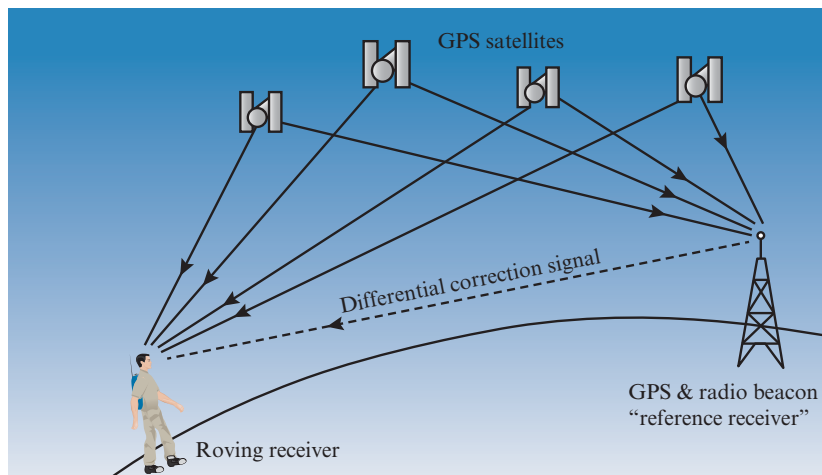 GPS satellites
Differential correction signal
GPS & radio beacon
“reference receiver”
Roving receiver